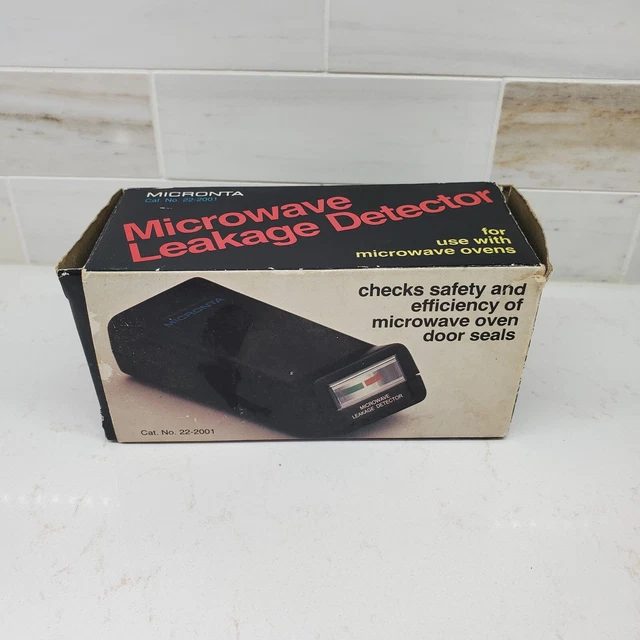 MICRONTA
Cat. No. 22-2001
Microwave
Leakage Detector
for
use with
microwave ovens
checks safety and
efficiency of
microwave oven
door seals
MICRONTA
MICROWAVE
LEAKAGE DETECTOR
Cat. No. 22-2001